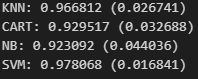 KNN: 0.966812 (0.026741)
CART: 0.929517 (0.032688)
NB: 0.923092 (0.044036)
SVM: 0.978068 (0.016841)